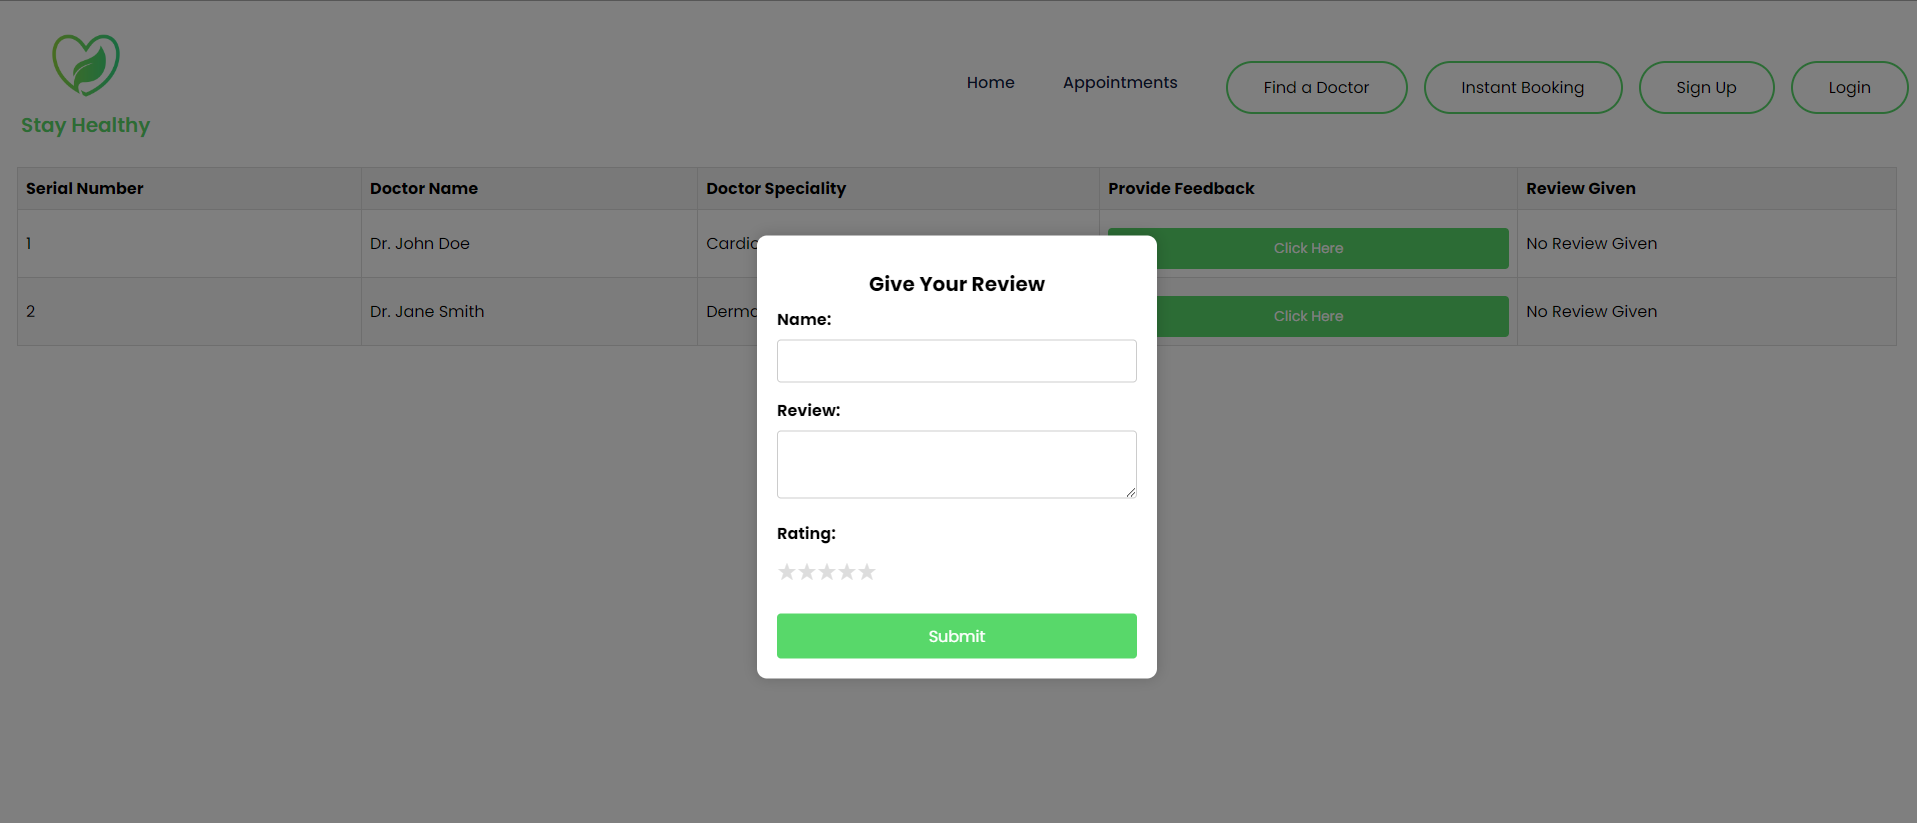 Stay Healthy
Home Appointments Find a Doctor Instant Booking Sign Up Login
Serial Number Doctor Name Doctor Speciality Provide Feedback Review Given
1 Dr. John Doe Click Here No Review Given
2 Dr. Jane Smith Click Here No Review Given
Give Your Review
Name:
Review:
Rating:
Submit